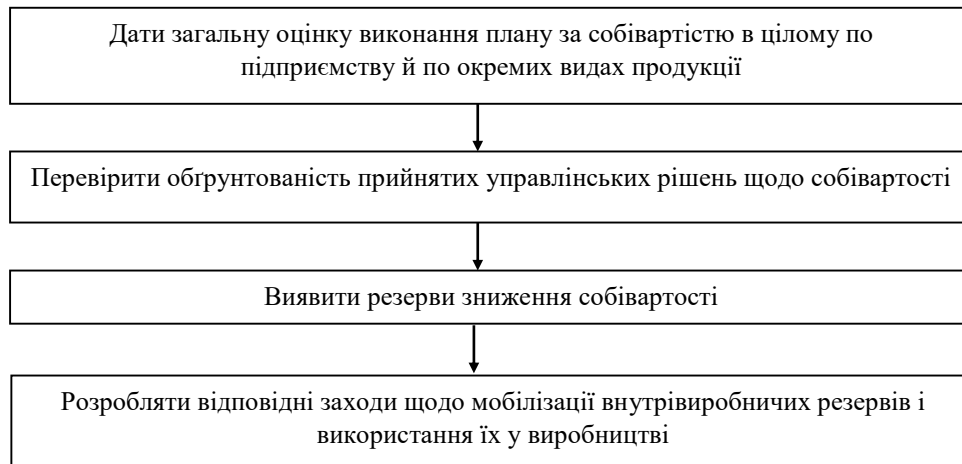 Дати загальну оцінку виконання плану за собівартістю в цілому по
підприємству й по окремих видах продукції
Перевірити обґрунтованість прийнятих управлінських рішень щодо собівартості
Виявити резерви зниження собівартості
Розробляти відповідні заходи щодо мобілізації внутрівиробничих резервів і
використання їх у виробництві